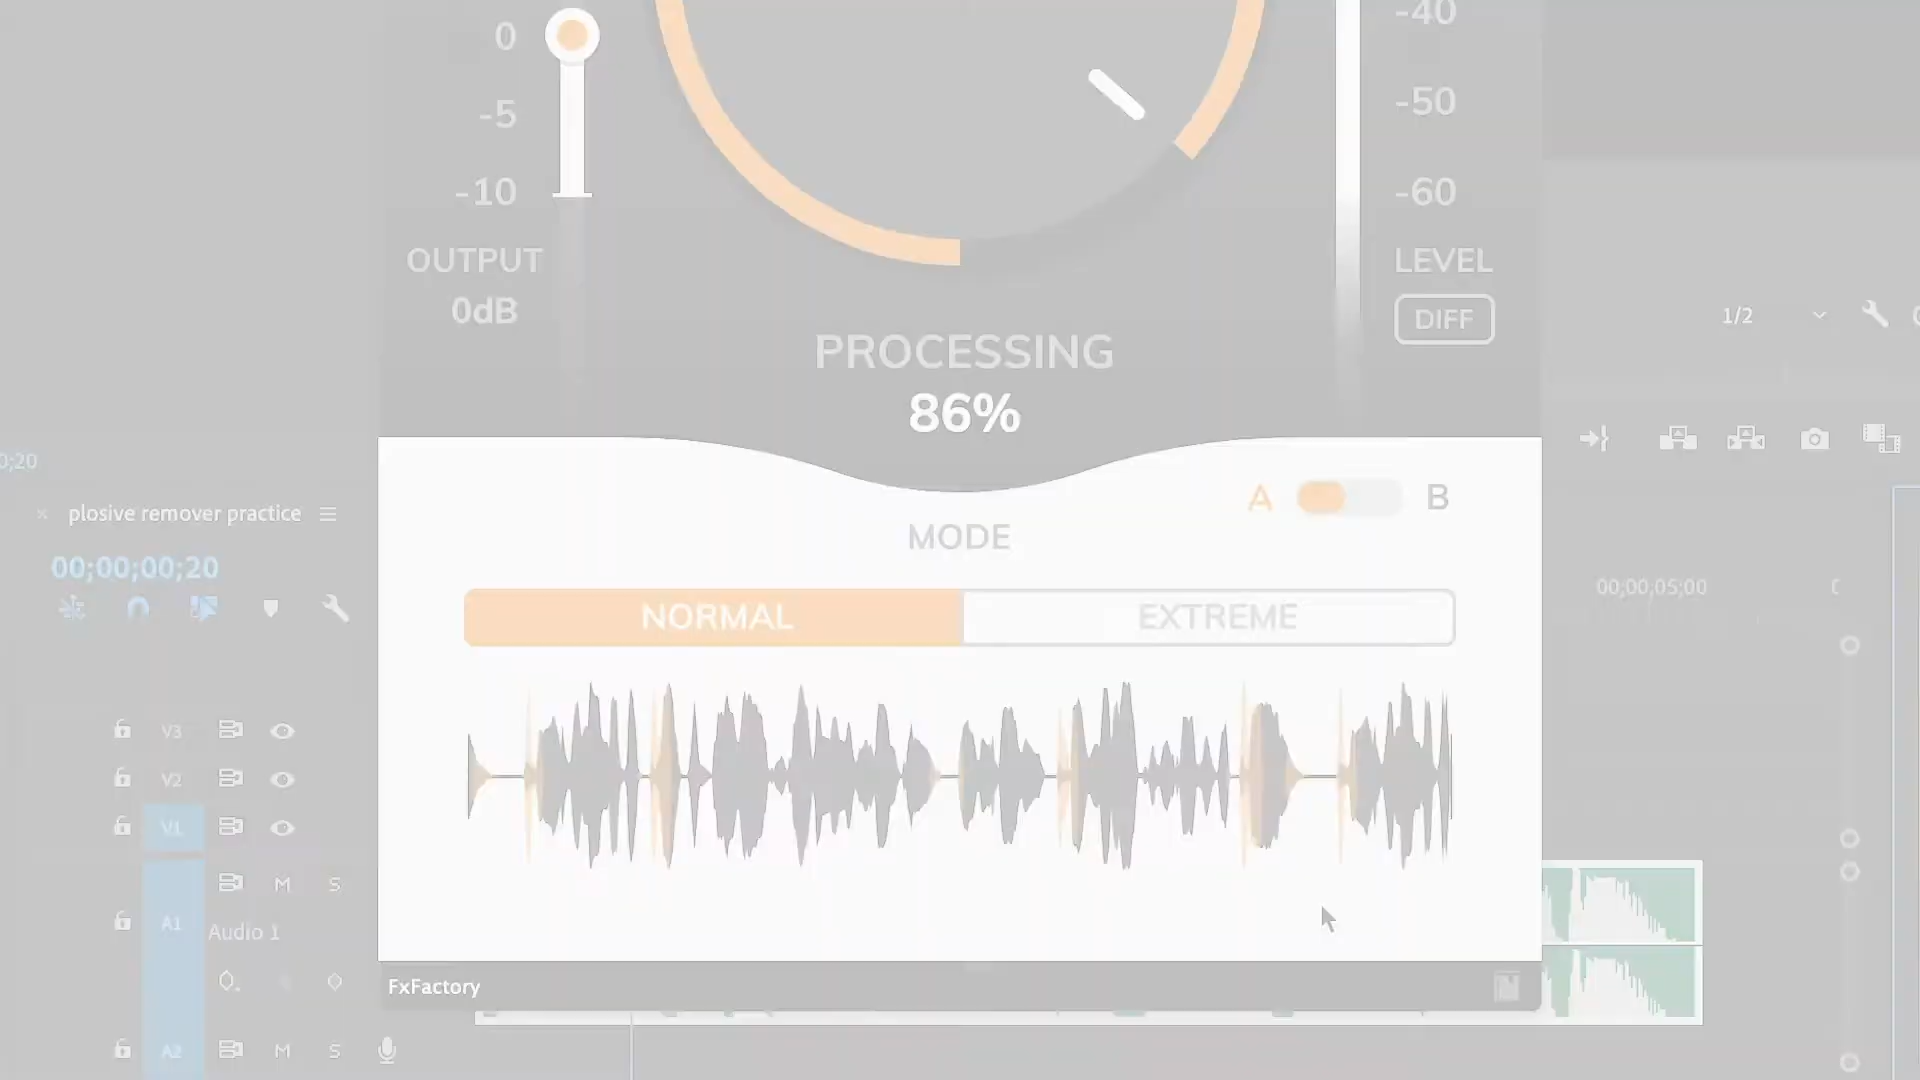 0
-5
-10
OUTPUT
0dB
-40
-50
-60
LEVEL
DIFF
PROCESSING
86%
1/2
0;20
plosive remover practice
00;00;00;20
A B
MODE
NORMAL EXTREME
00;00;05;00
V3
V2
V1
M S
A1
Audio 1
FxFactory
A2 M S